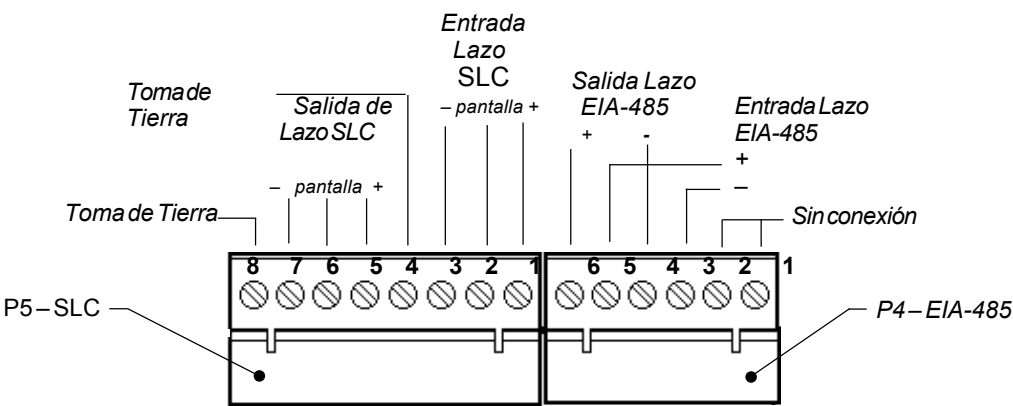 Entrada
Lazo
SLC
– pantalla +
Toma de
Tierra
Salida de
Lazo SLC
– pantalla +
Salida Lazo
EIA-485
+ -
Entrada Lazo
EIA-485
+
–
Toma de Tierra
Sin conexión
8 7 6 5 4 3 2 1
6 5 4 3 2 1
P5–SLC
P4–EIA-485